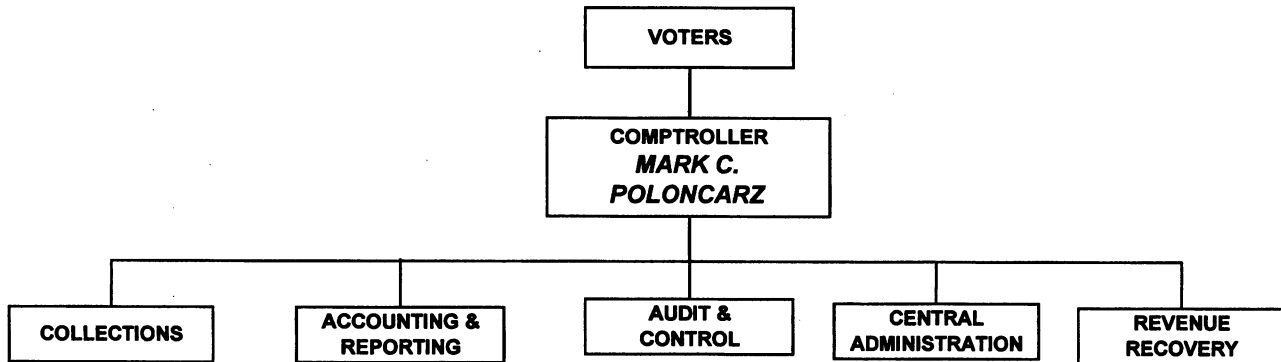 VOTERS
COMPTROLLER
MARK C.
POLONCARZ
COLLECTIONS
ACCOUNTING &
REPORTING
AUDIT &
CONTROL
CENTRAL
ADMINISTRATION
REVENUE
RECOVERY